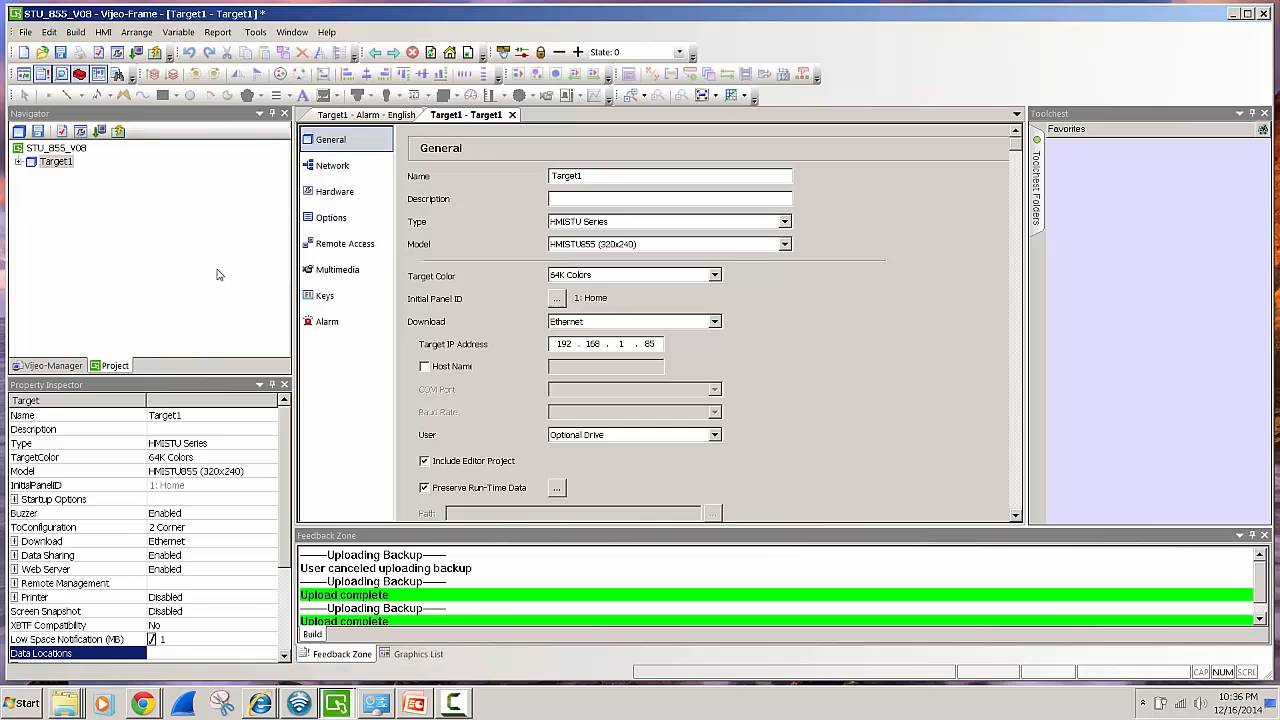 STU_855_V08 - Vijeo-Frame - [Target1 - Target1] *
File Edit Build HMI Arrange Variable Report Tools Window Help
State: 0
Navigator
STU_855_V08
Target1
Vijeo-Manager Project
Property Inspector
Target
Name Target1
Description
Type HMISTU Series
TargetColor 64K Colors
Model HMISTU855 (320x240)
InitialPanelID 1: Home
Startup Options
Buzzer Enabled
ToConfiguration 2 Corner
Download Ethernet
Data Sharing Enabled
Web Server Enabled
Remote Management
Printer Disabled
Screen Snapshot Disabled
XBTF Compatibility No
Low Space Notification (MB) 1
Data Locations
Target1 - Alarm - English Target1 - Target1
General
Network
Hardware
Options
Remote Access
Multimedia
Keys
Alarm
General
Name Target1
Description
Type HMISTU Series
Model HMISTU855 (320x240)
Target Color 64K Colors
Initial Panel ID ... 1: Home
Download Ethernet
Target IP Address 192 . 168 . 1 . 85
Host Name
COM Port
Baud Rate
User Optional Drive
Include Editor Project
Preserve Run-Time Data ...
Path ...
Toolchest
Favorites
Toolchest Folders
Feedback Zone
-------Uploading Backup-------
User canceled uploading backup
-------Uploading Backup-------
Upload complete
-------Uploading Backup-------
Upload complete
Build
Feedback Zone Graphics List
CAP NUM SCRL
Start
10:36 PM
12/16/2014